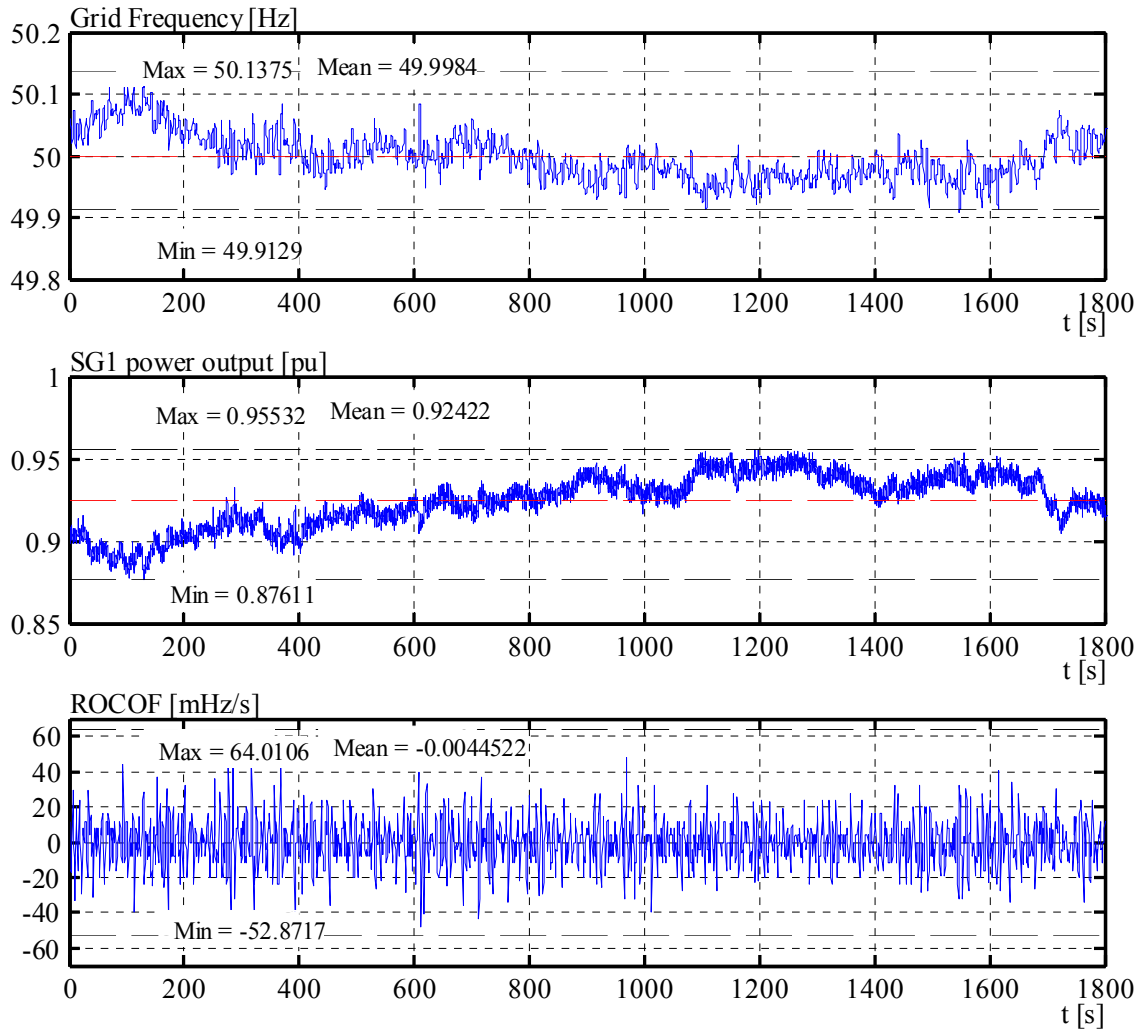 Grid Frequency [Hz]
50.2
Max = 50.1375 Mean = 49.9984
50.1
50
49.9
Min = 49.9129
49.8
0 200 400 600 800 1000 1200 1400 1600 1800
t [s]
SG1 power output [pu]
1
Max = 0.95532 Mean = 0.92422
0.95
0.9
Min = 0.87611
0.85
0 200 400 600 800 1000 1200 1400 1600 1800
t [s]
ROCOF [mHz/s]
60
Max = 64.0106 Mean = -0.0044522
40
20
0
-20
-40
Min = -52.8717
-60
0 200 400 600 800 1000 1200 1400 1600 1800
t [s]